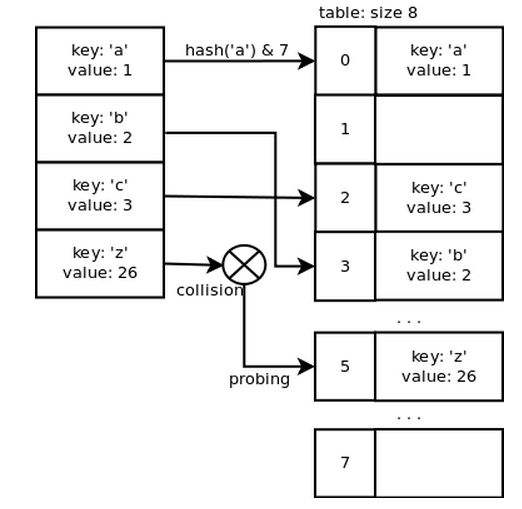 table: size 8
key: 'a'
value: 1
key: 'b'
value: 2
key: 'c'
value: 3
key: 'z'
value: 26
hash('a') & 7
collision
probing
0
key: 'a'
value: 1
1
2
key: 'c'
value: 3
3
key: 'b'
value: 2
. . .
5
key: 'z'
value: 26
. . .
7